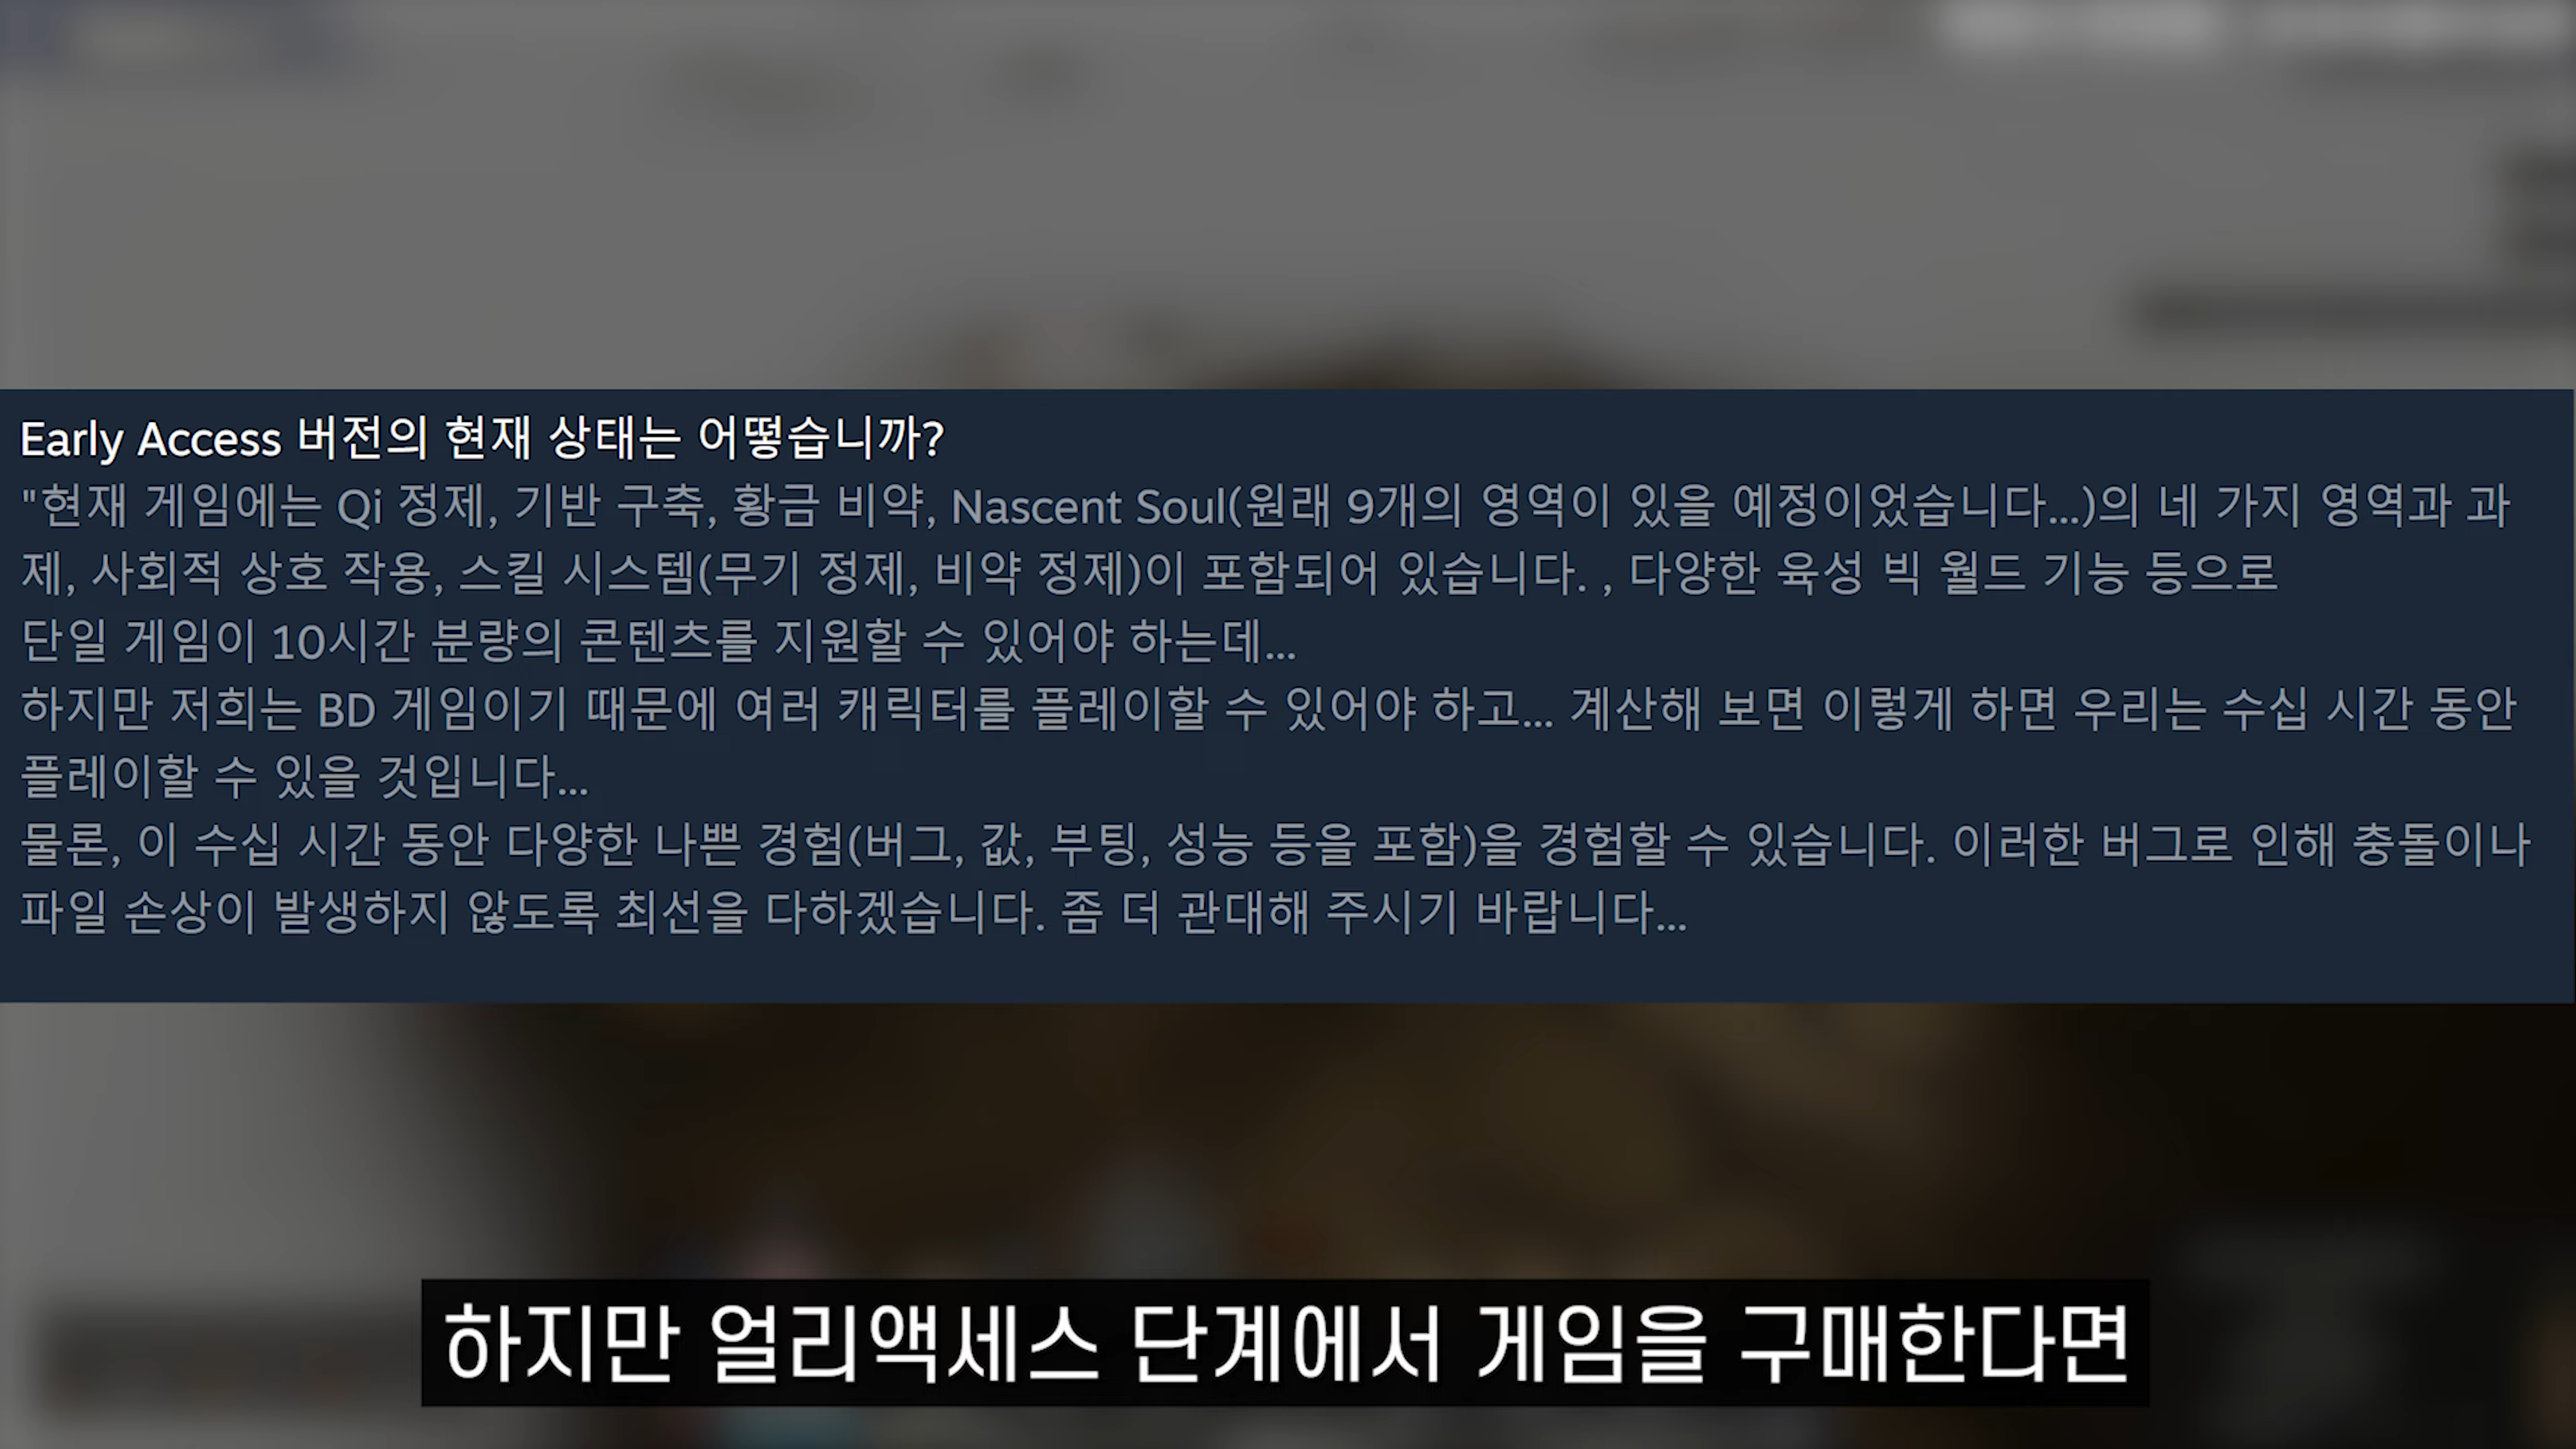 Early Access 버전의 현재 상태는 어떻습니까?
"현재 게임에는 Qi 정제, 기반 구축, 황금 비약, Nascent Soul(원래 9개의 영역이 있을 예정이었습니다...)의 네 가지 영역과 과
제, 사회적 상호 작용, 스킬 시스템(무기 정제, 비약 정제)이 포함되어 있습니다. , 다양한 육성 빅 월드 기능 등으로
단일 게임이 10시간 분량의 콘텐츠를 지원할 수 있어야 하는데...
하지만 저희는 BD 게임이기 때문에 여러 캐릭터를 플레이할 수 있어야 하고... 계산해 보면 이렇게 하면 우리는 수십 시간 동안
플레이할 수 있을 것입니다...
물론, 이 수십 시간 동안 다양한 나쁜 경험(버그, 값, 부팅, 성능 등을 포함)을 경험할 수 있습니다. 이러한 버그로 인해 충돌이나
파일 손상이 발생하지 않도록 최선을 다하겠습니다. 좀 더 관대해 주시기 바랍니다...
하지만 얼리액세스 단계에서 게임을 구매한다면